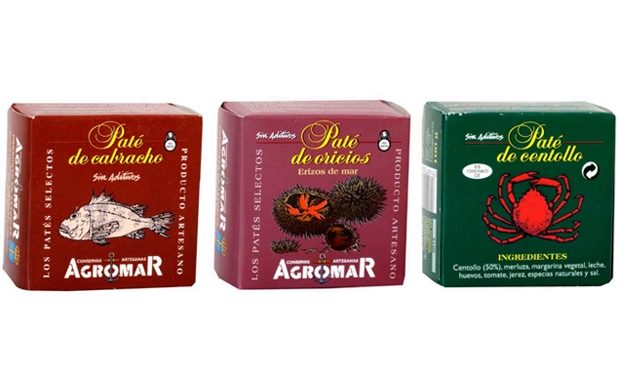 Paté
de cabracho
Sin Aditivos
LOS PATÉS SELECTOS
PRODUCTO ARTESANO
CONSERVAS ARTESANAS
AGROMAR
AGROMAR
Sin Aditivos
Paté
de oricios
Erizos de mar
LOS PATÉS SELECTOS
PRODUCTO ARTESANO
CONSERVAS ARTESANAS
AGROMAR
Sin Aditivos
Paté
de centollo
INGREDIENTES
Centollo (50%), merluza, margarina vegetal, leche,
huevos, tomate, jerez, especias naturales y sal.